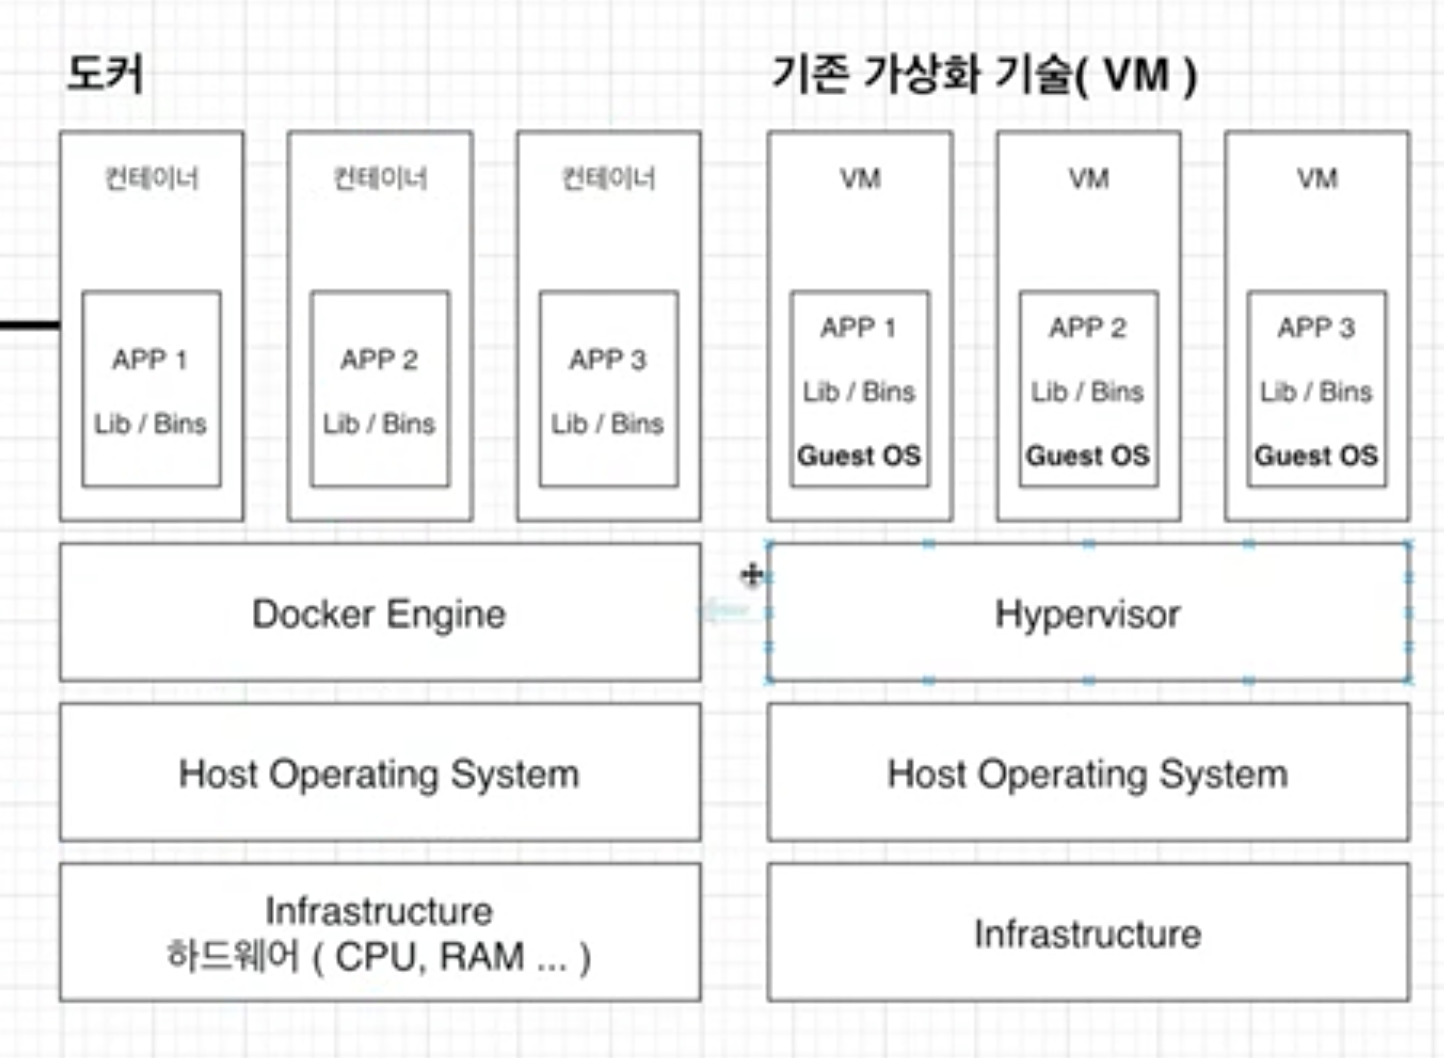 도커
컨테이너
컨테이너
컨테이너
APP 1
Lib / Bins
APP 2
Lib / Bins
APP 3
Lib / Bins
Docker Engine
Host Operating System
Infrastructure
하드웨어 ( CPU, RAM ... )
기존 가상화 기술( VM )
VM
VM
VM
APP 1
Lib / Bins
Guest OS
APP 2
Lib / Bins
Guest OS
APP 3
Lib / Bins
Guest OS
Hypervisor
Host Operating System
Infrastructure